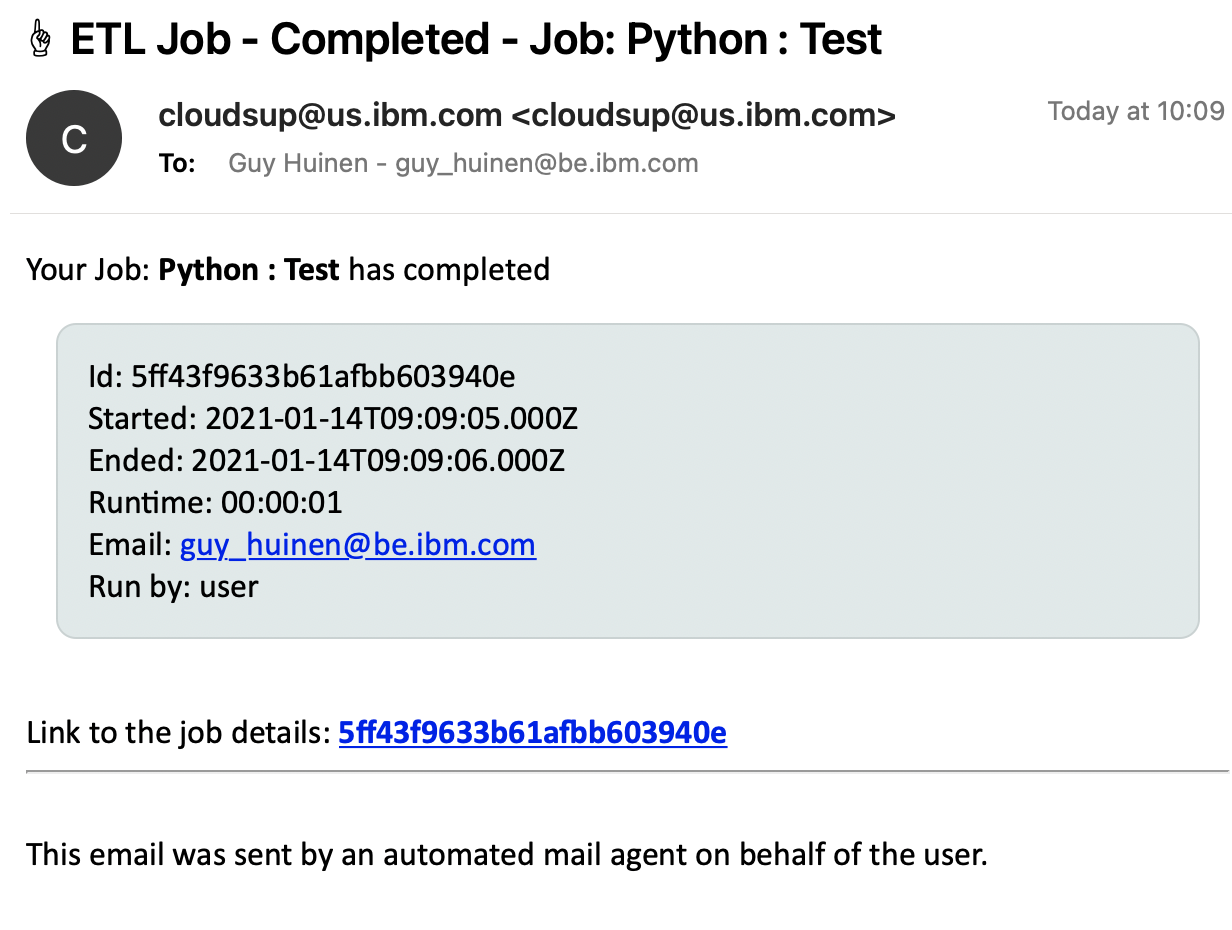 ☝ ETL Job - Completed - Job: Python : Test
C
cloudsup@us.ibm.com <cloudsup@us.ibm.com>
Today at 10:09
To: Guy Huinen - guy_huinen@be.ibm.com
Your Job: Python : Test has completed
Id: 5ff43f9633b61afbb603940e
Started: 2021-01-14T09:09:05.000Z
Ended: 2021-01-14T09:09:06.000Z
Runtime: 00:00:01
Email: guy_huinen@be.ibm.com
Run by: user
Link to the job details: 5ff43f9633b61afbb603940e
This email was sent by an automated mail agent on behalf of the user.